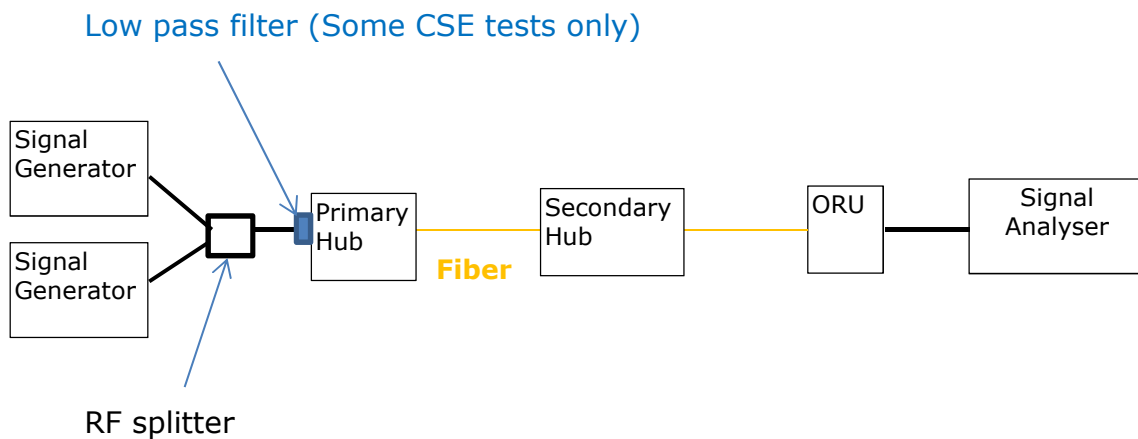 Low pass filter (Some CSE tests only)
Signal
Generator
Signal
Generator
Primary
Hub
Fiber
Secondary
Hub
ORU
Signal
Analyser
RF splitter